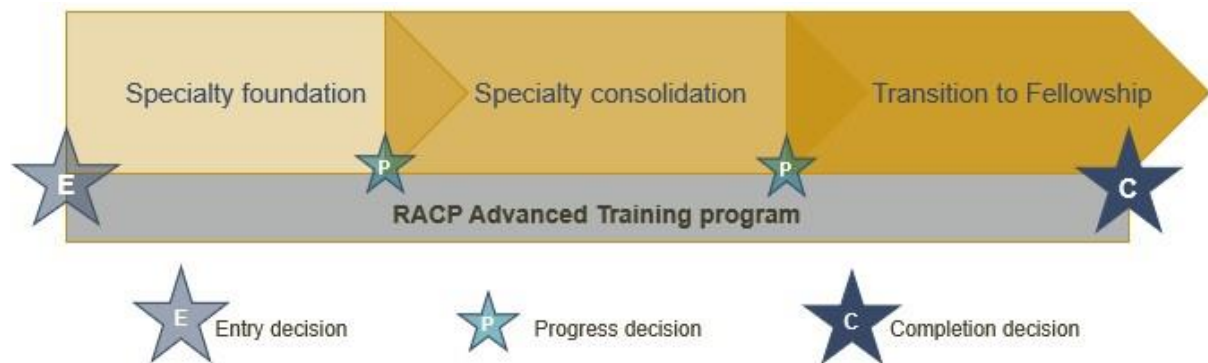 Specialty foundation
Specialty consolidation
Transition to Fellowship
E
P
P
C
RACP Advanced Training program
E Entry decision
P Progress decision
C Completion decision